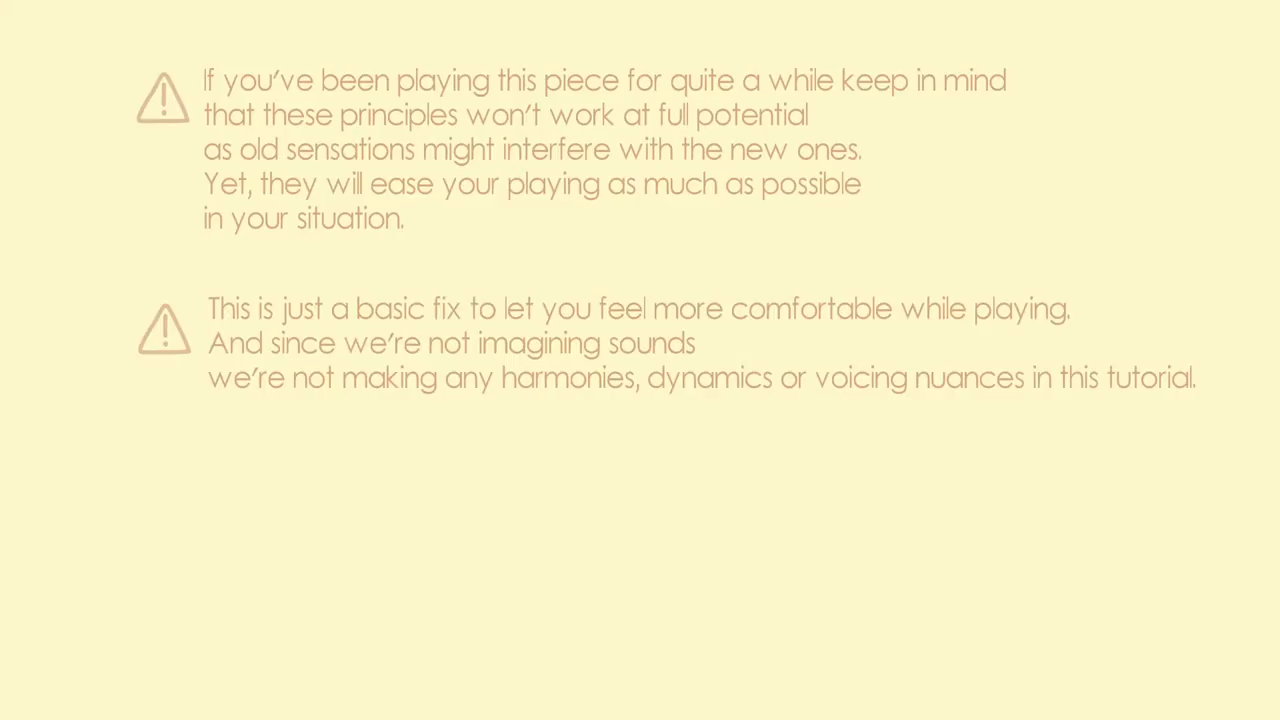 If you've been playing this piece for quite a while keep in mind
that these principles won't work at full potential
as old sensations might interfere with the new ones.
Yet, they will ease your playing as much as possible
in your situation.
This is just a basic fix to let you feel more comfortable while playing.
And since we're not imagining sounds
we're not making any harmonies, dynamics or voicing nuances in this tutorial.